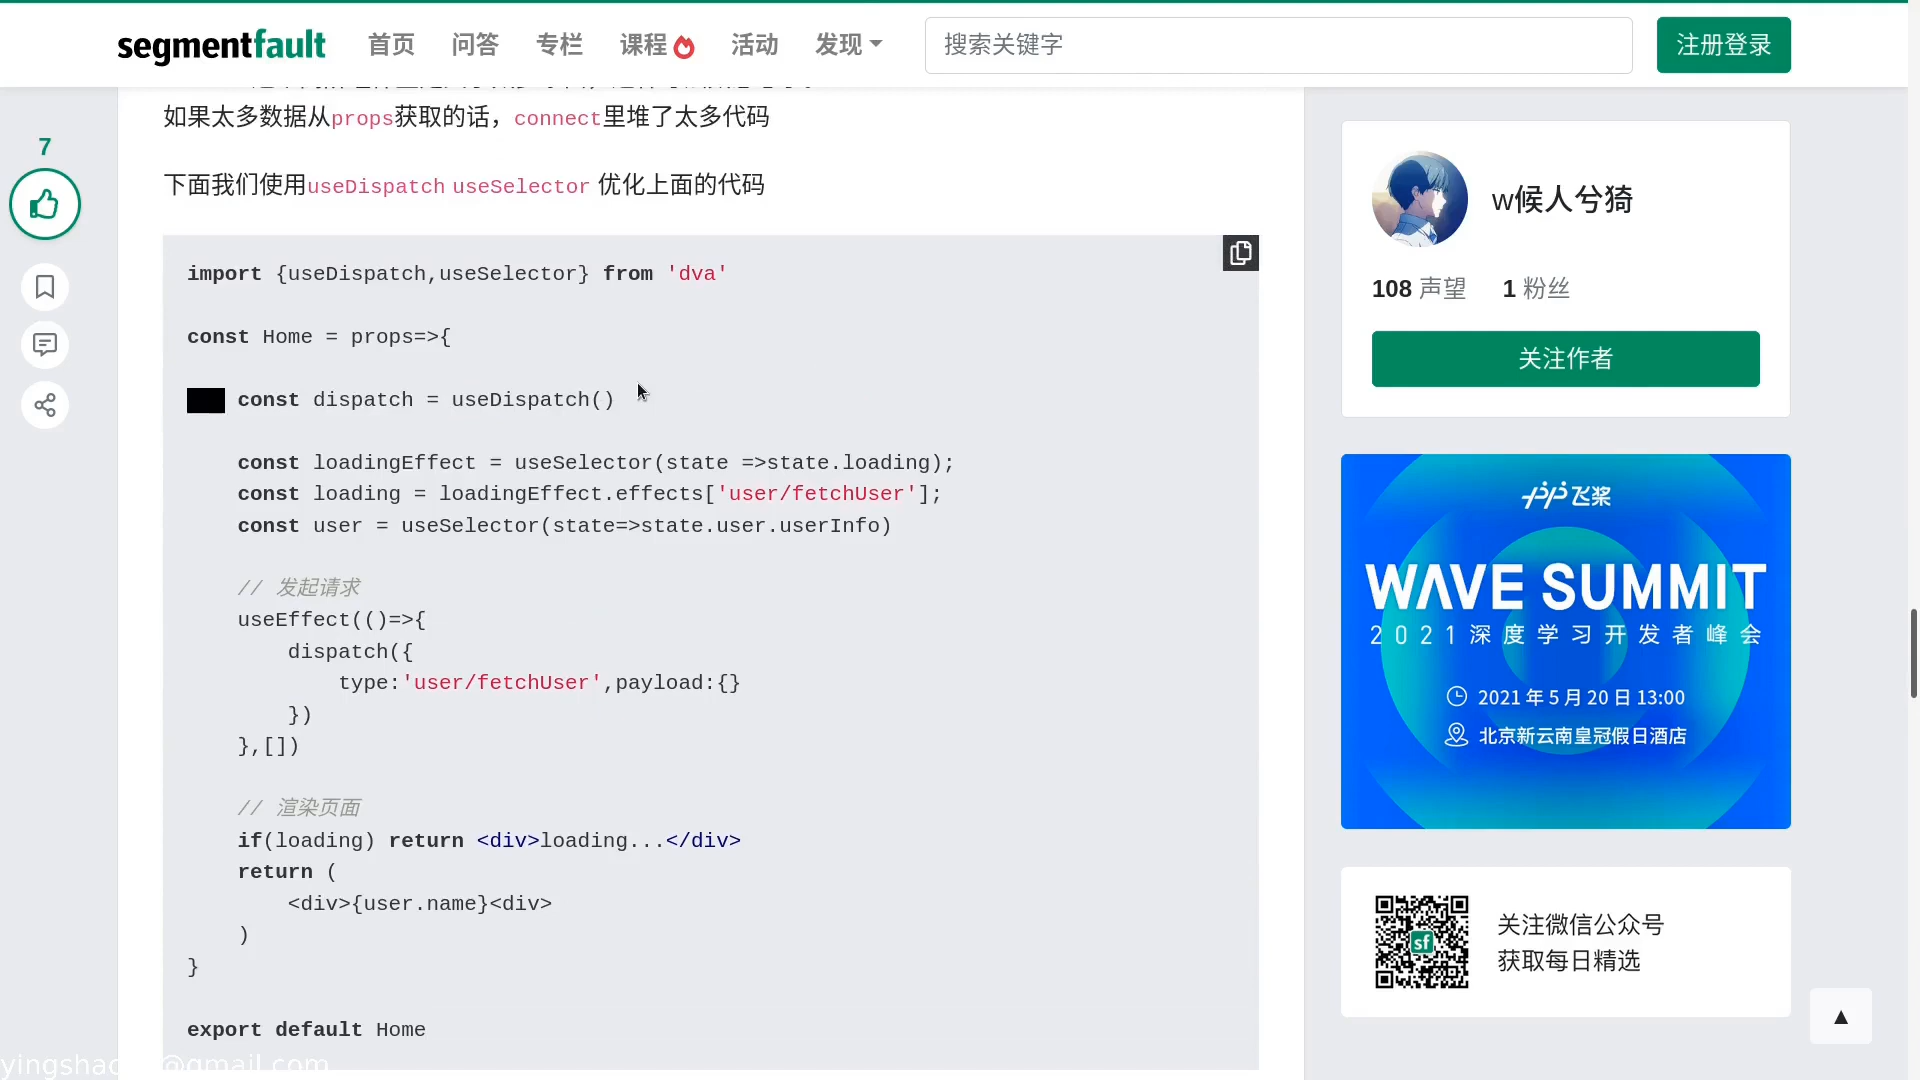 segmentfault 首页 问答 专栏 课程 活动 发现 搜索关键字 注册登录
如果太多数据从props获取的话，connect里堆了太多代码
7
下面我们使用useDispatch useSelector 优化上面的代码
import {useDispatch,useSelector} from 'dva'
const Home = props=>{
const dispatch = useDispatch()
const loadingEffect = useSelector(state =>state.loading);
const loading = loadingEffect.effects['user/fetchUser'];
const user = useSelector(state=>state.user.userInfo)
// 发起请求
useEffect(()=>{
dispatch({
type:'user/fetchUser',payload:{}
})
},[])
// 渲染页面
if(loading) return <div>loading...</div>
return (
<div>{user.name}<div>
)
}
export default Home
w候人兮猗
108 声望 1 粉丝
关注作者
飞桨
WAVE SUMMIT
2021深度学习开发者峰会
2021 年 5 月 20 日 13:00
北京新云南皇冠假日酒店
sf
关注微信公众号
获取每日精选
▲
@gmail.com